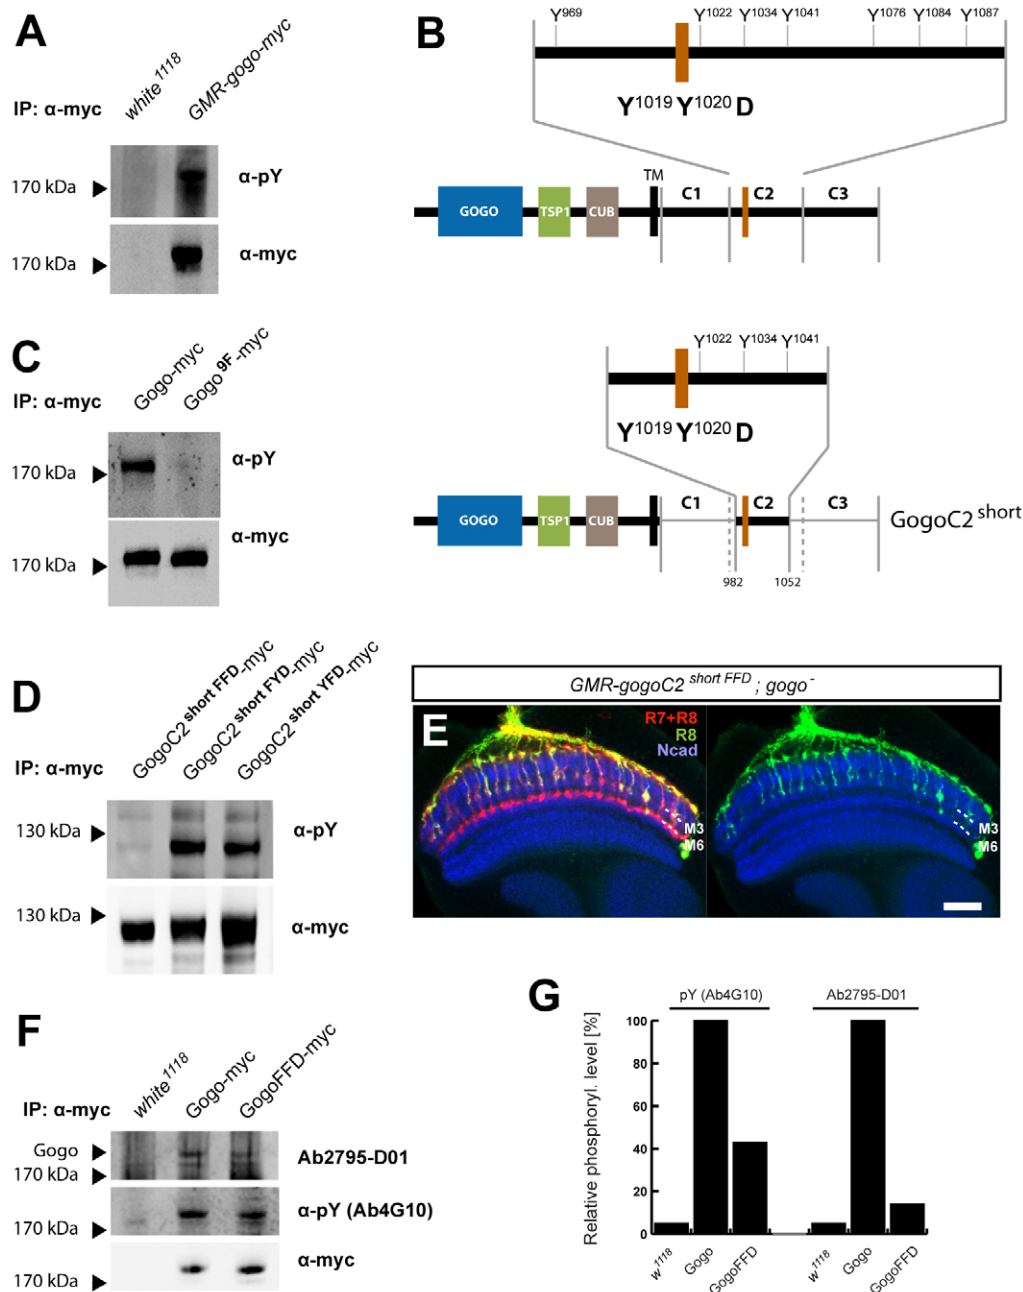 A
IP: α-myc
white1118
GMR-gogo-myc
170 kDa
α-pY
170 kDa
α-myc
B
Y969
Y1022
Y1034
Y1041
Y1076
Y1084
Y1087
Y1019 Y1020 D
TM
C1
C2
C3
GOGO
TSP1
CUB
Y1022
Y1034
Y1041
Y1019 Y1020 D
C1
C2
C3
GOGO
TSP1
CUB
GogoC2 short
982
1052
C
IP: α-myc
Gogo-myc
Gogo 9F-myc
170 kDa
α-pY
170 kDa
α-myc
D
IP: α-myc
GogoC2 short FFD-myc
GogoC2 short FYD-myc
GogoC2 short YFD-myc
130 kDa
α-pY
130 kDa
α-myc
GMR-gogoC2 short FFD ; gogo-
E
R7+R8
R8
Ncad
M3
M6
M3
M6
F
IP: α-myc
white1118
Gogo-myc
GogoFFD-myc
Gogo
170 kDa
Ab2795-D01
170 kDa
α-pY (Ab4G10)
170 kDa
α-myc
G
pY (Ab4G10)
Ab2795-D01
Relative phosphoryl. level [%]
100
80
60
40
20
0
w1118
Gogo
GogoFFD
w1118
Gogo
GogoFFD